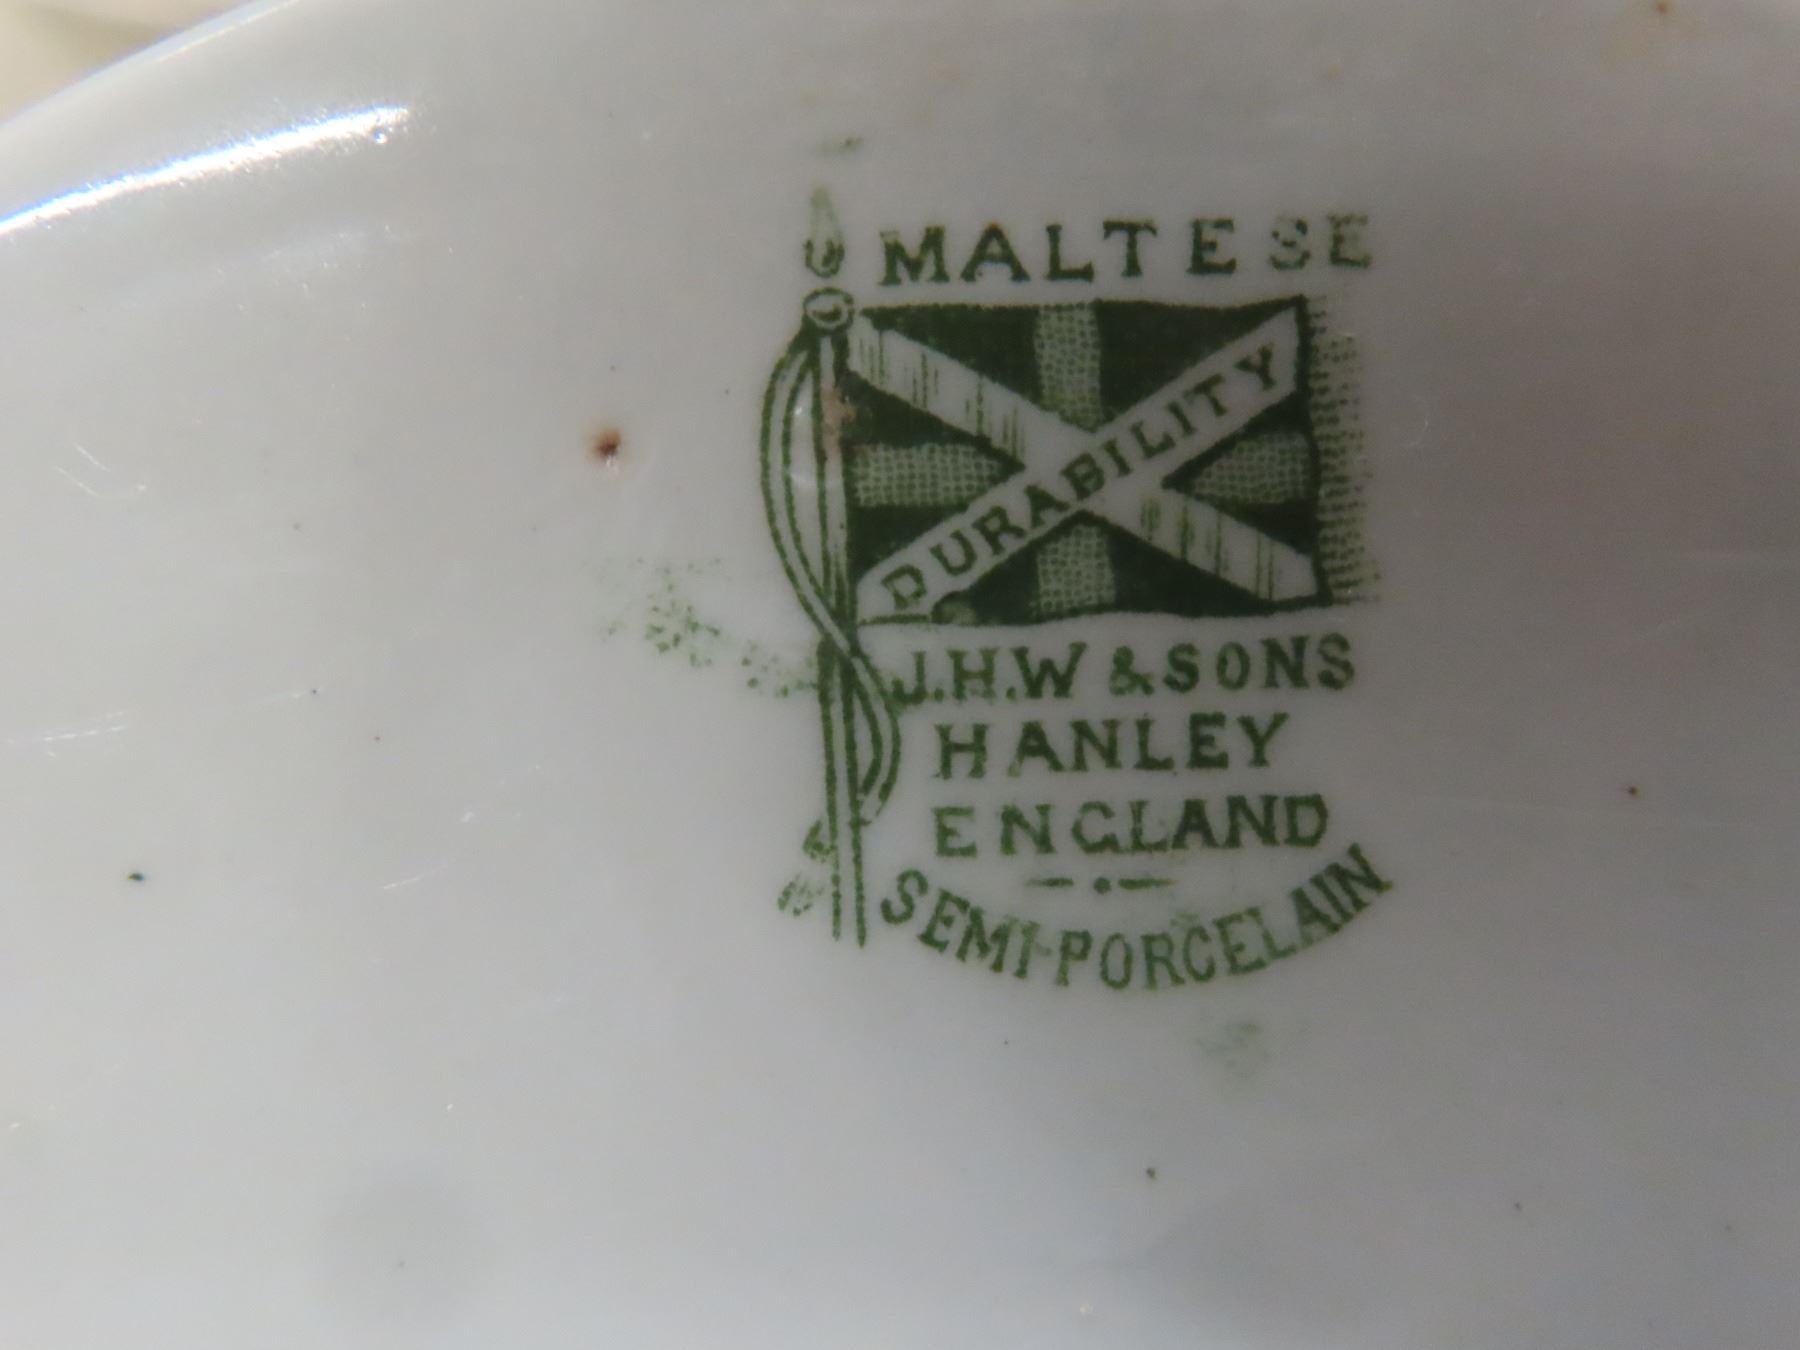 MALTESE
DURABILITY
J.H.W & SONS
HANLEY
ENGLAND
SEMI-PORCELAIN